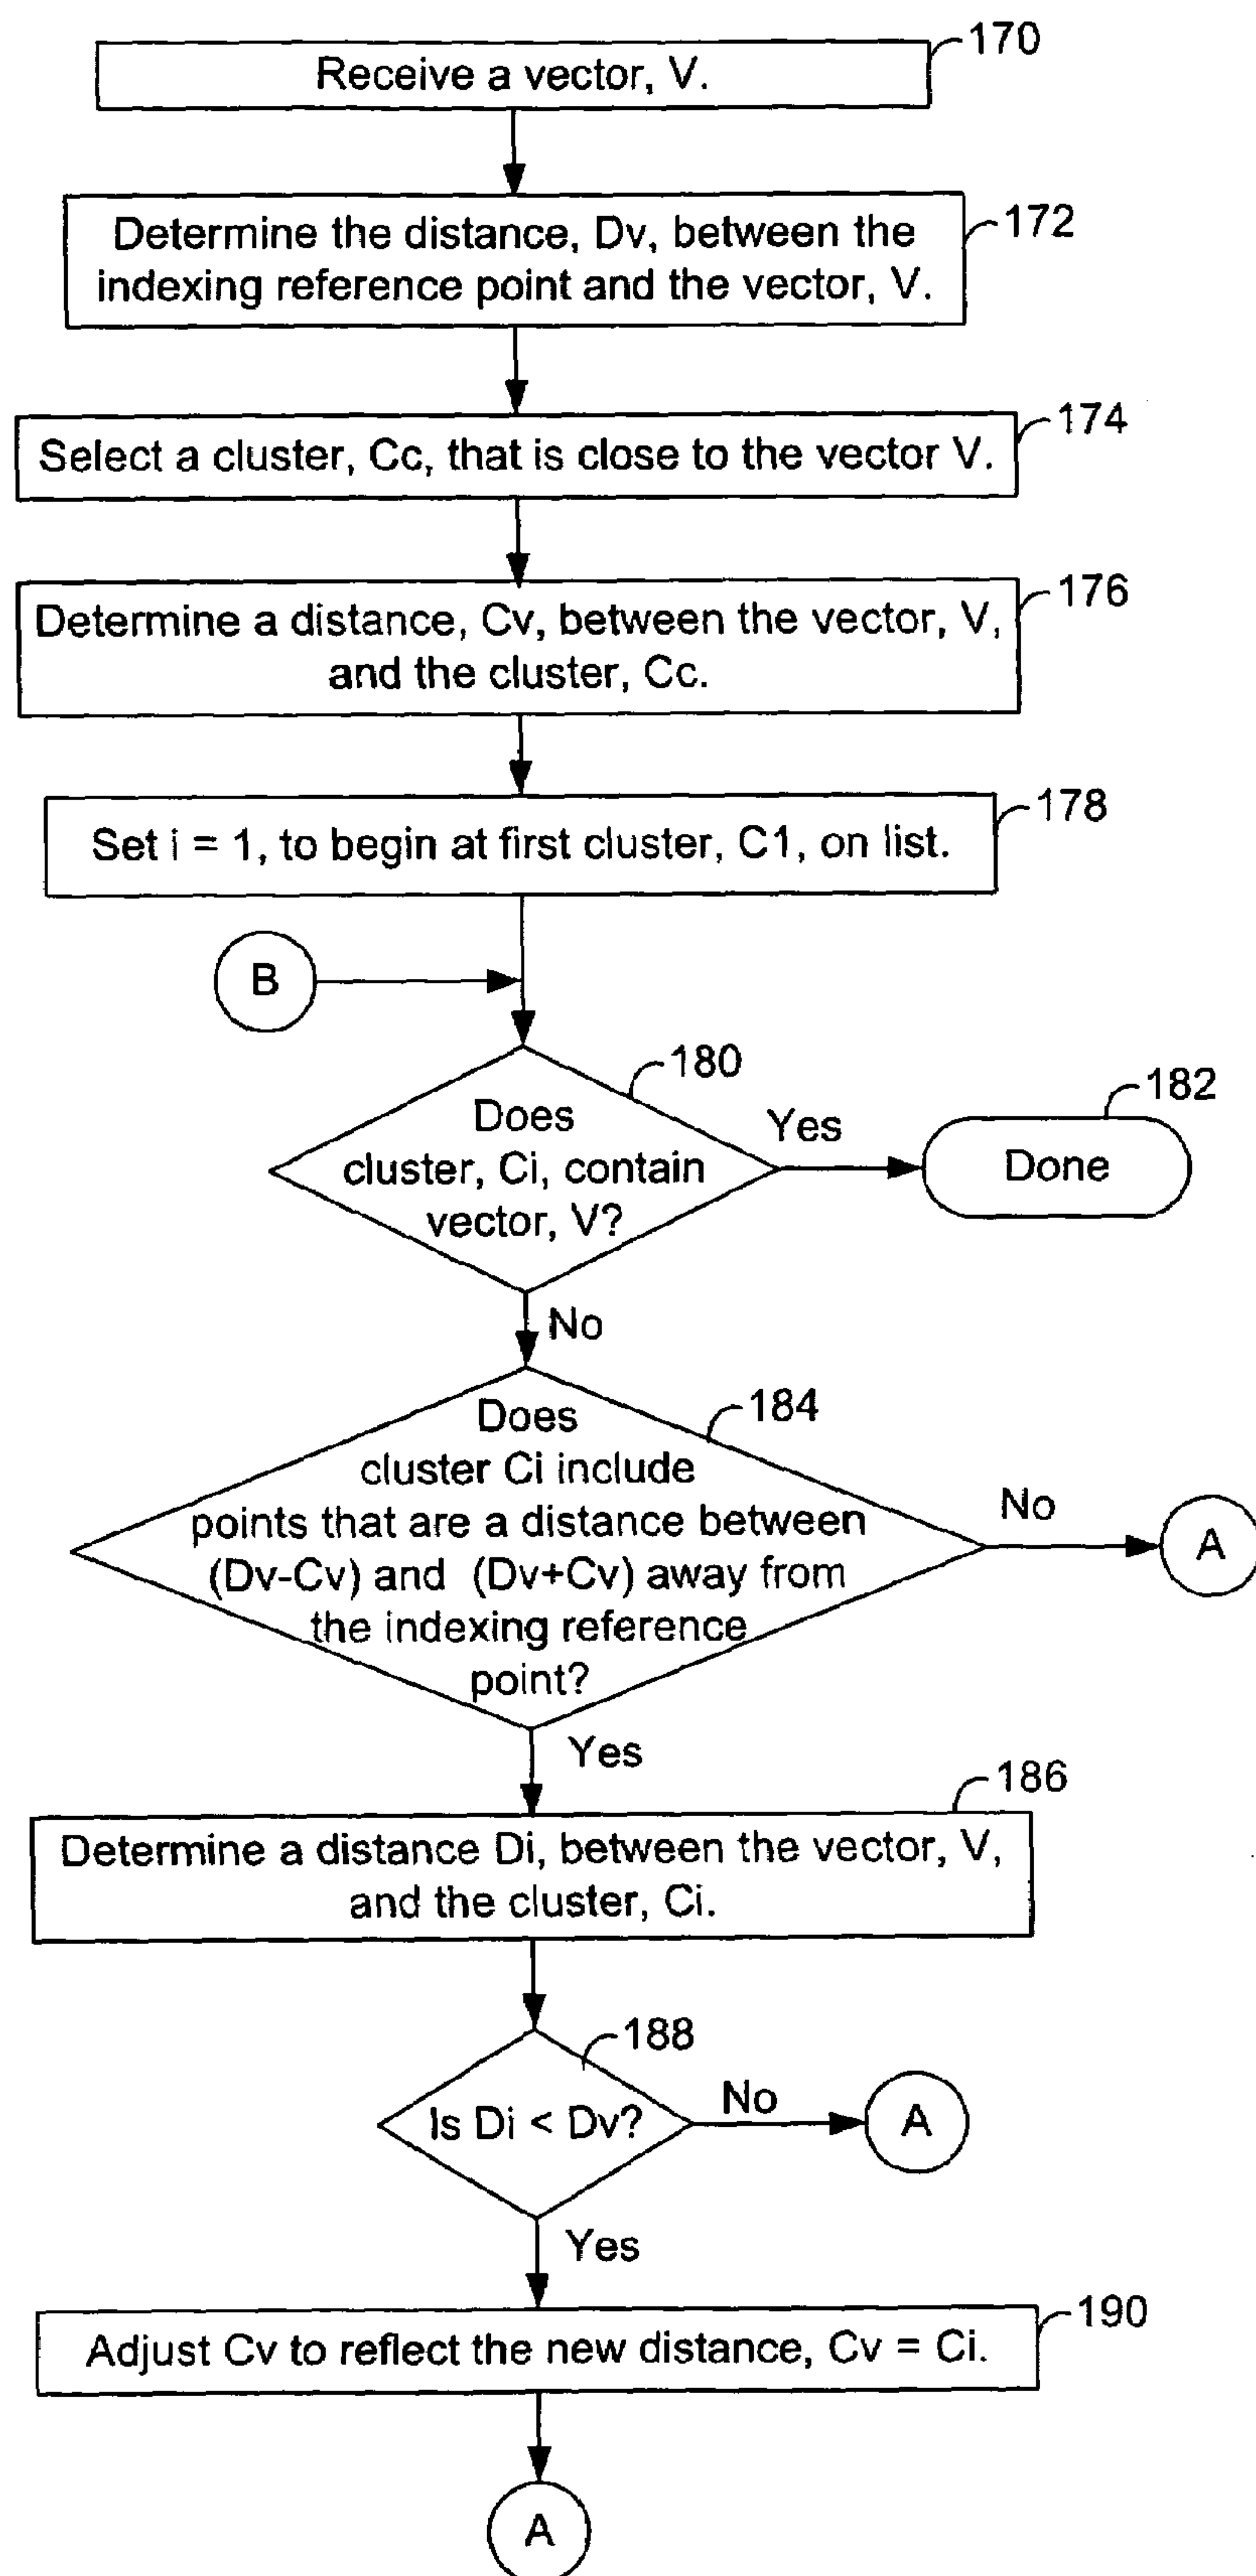 170
Receive a vector, V.
172
Determine the distance, Dv, between the
indexing reference point and the vector, V.
174
Select a cluster, Cc, that is close to the vector V.
176
Determine a distance, Cv, between the vector, V,
and the cluster, Cc.
178
Set i = 1, to begin at first cluster, C1, on list.
B
180
Does
cluster, Ci, contain
vector, V?
Yes
182
Done
No
184
Does
cluster Ci include
points that are a distance between
(Dv-Cv) and (Dv+Cv) away from
the indexing reference
point?
No
A
Yes
186
Determine a distance Di, between the vector, V,
and the cluster, Ci.
188
Is Di < Dv?
No
A
Yes
190
Adjust Cv to reflect the new distance, Cv = Ci.
A